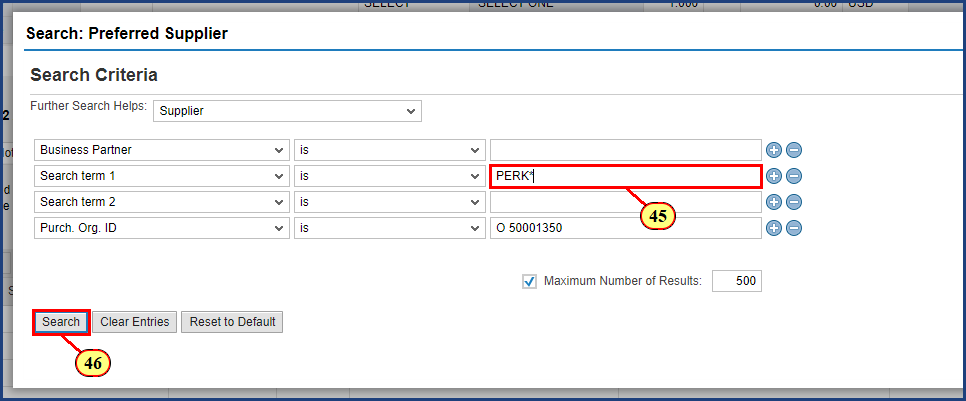 SELECT SELECT ONE 1.000 0.00 USD
Search: Preferred Supplier
Search Criteria
Further Search Helps: Supplier
Business Partner is
Search term 1 is PERK*
Search term 2 is
45
Purch. Org. ID is O 50001350
Maximum Number of Results: 500
Search Clear Entries Reset to Default
46